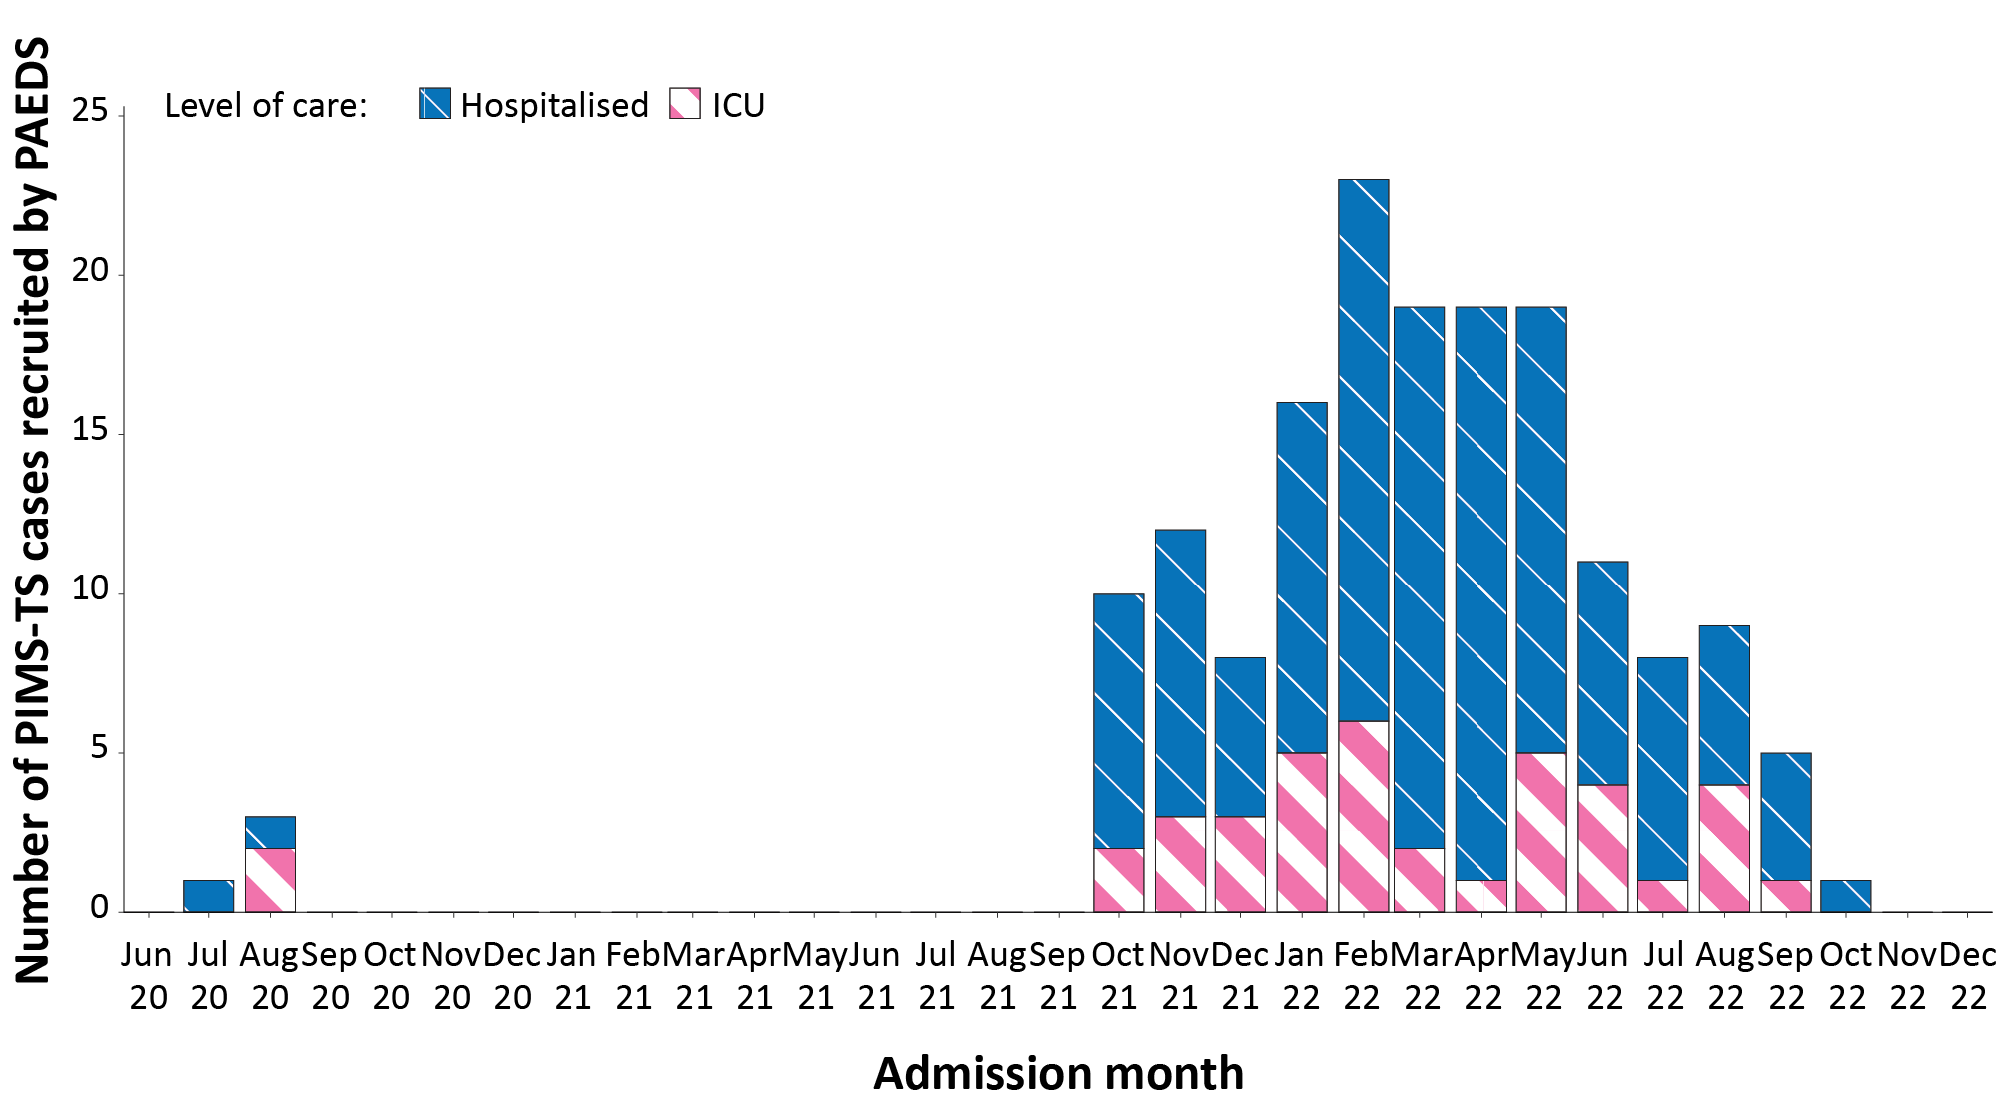 Number of PIMS-TS cases recruited by PAEDS
Level of care: Hospitalised ICU
25
20
15
10
5
0
Jun Jul Aug Sep Oct Nov Dec Jan Feb Mar Apr May Jun Jul Aug Sep Oct Nov Dec Jan Feb Mar Apr May Jun Jul Aug Sep Oct Nov Dec
20 20 20 20 20 20 20 21 21 21 21 21 21 21 21 21 21 21 21 22 22 22 22 22 22 22 22 22 22 22 22
Admission month